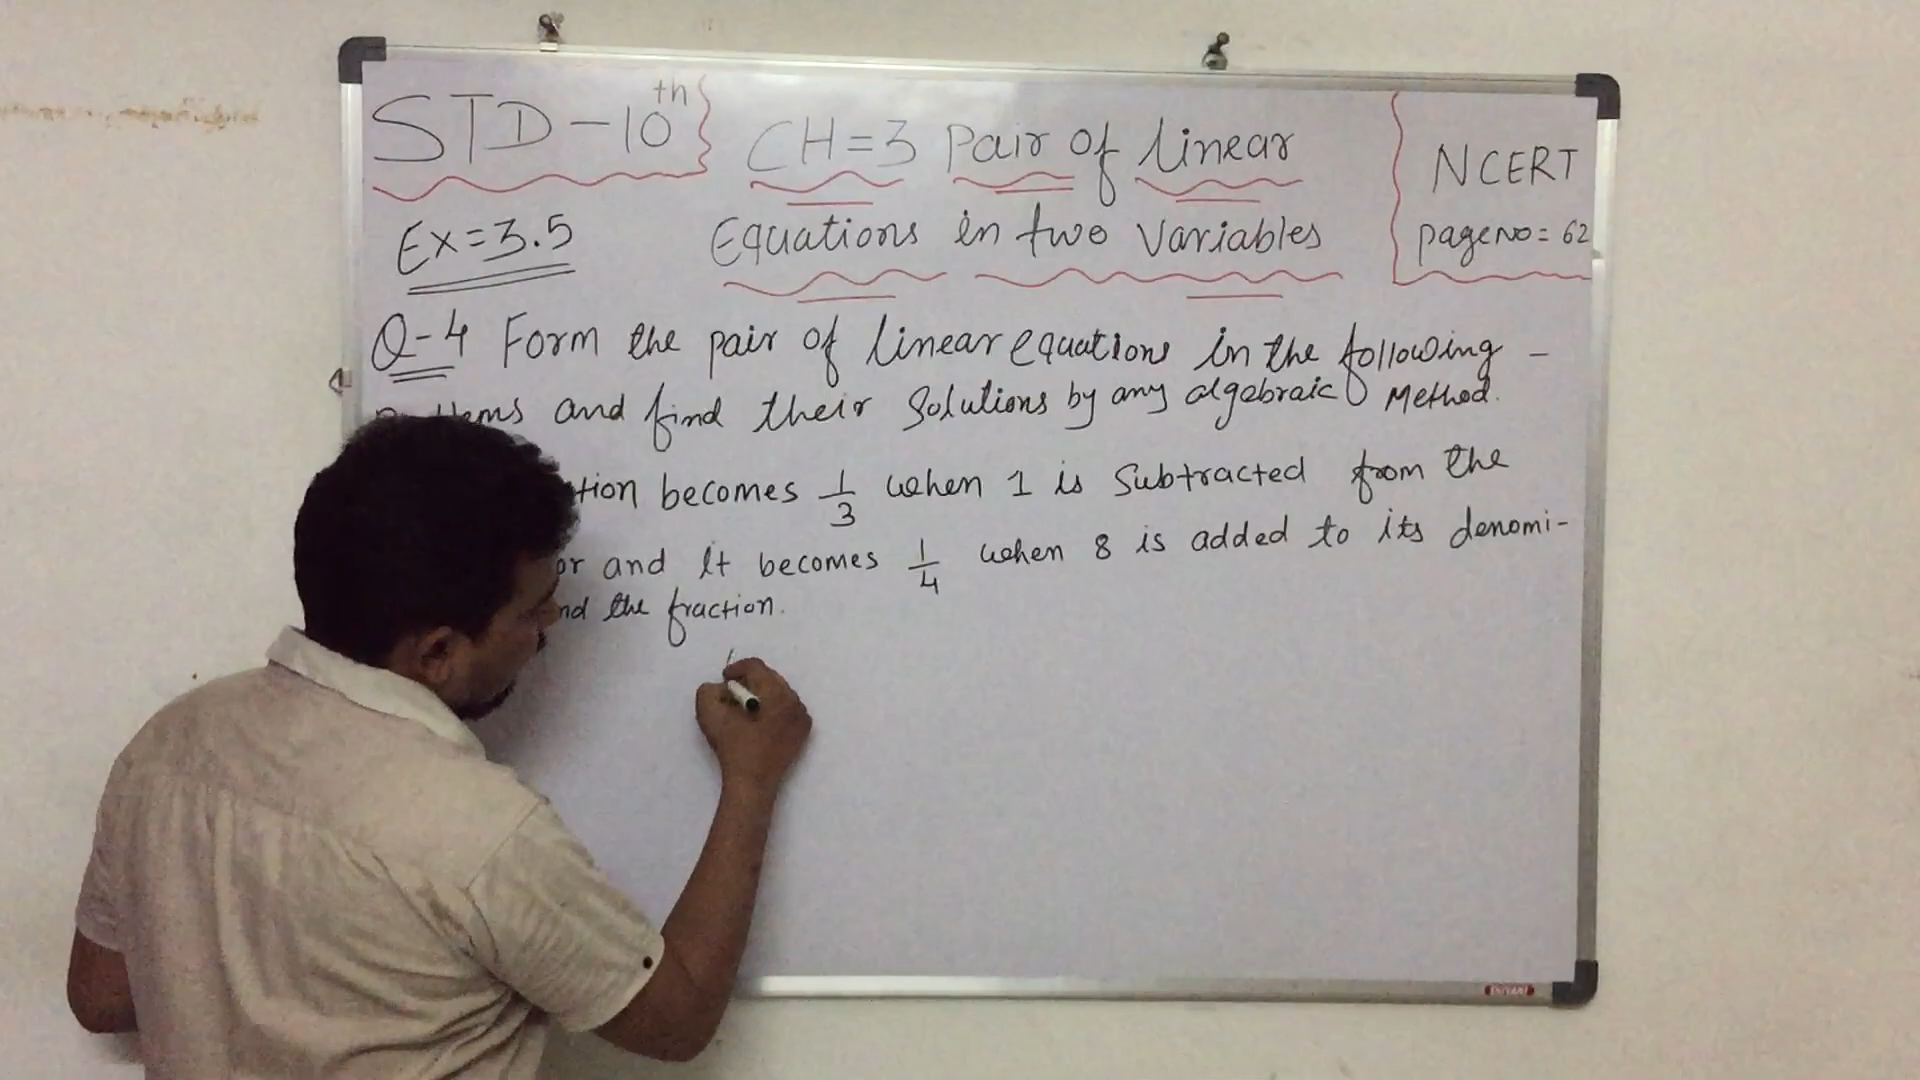 STD-10th
CH=3 Pair of linear
NCERT
Ex=3.5
Equations in two variables
page no = 62
Q-4 Form the pair of linear equations in the following -
and find their solutions by any algebraic Method.
becomes 1/3 when 1 is subtracted from the
and it becomes 1/4 when 8 is added to its denomi-
the fraction.